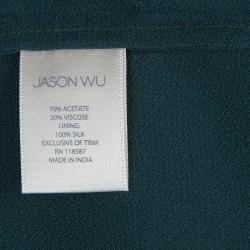 JASON WU
70% ACETATE
30% VISCOSE
LINING:
100% SILK
EXCLUSIVE OF TRIM
RN 118587
MADE IN INDIA